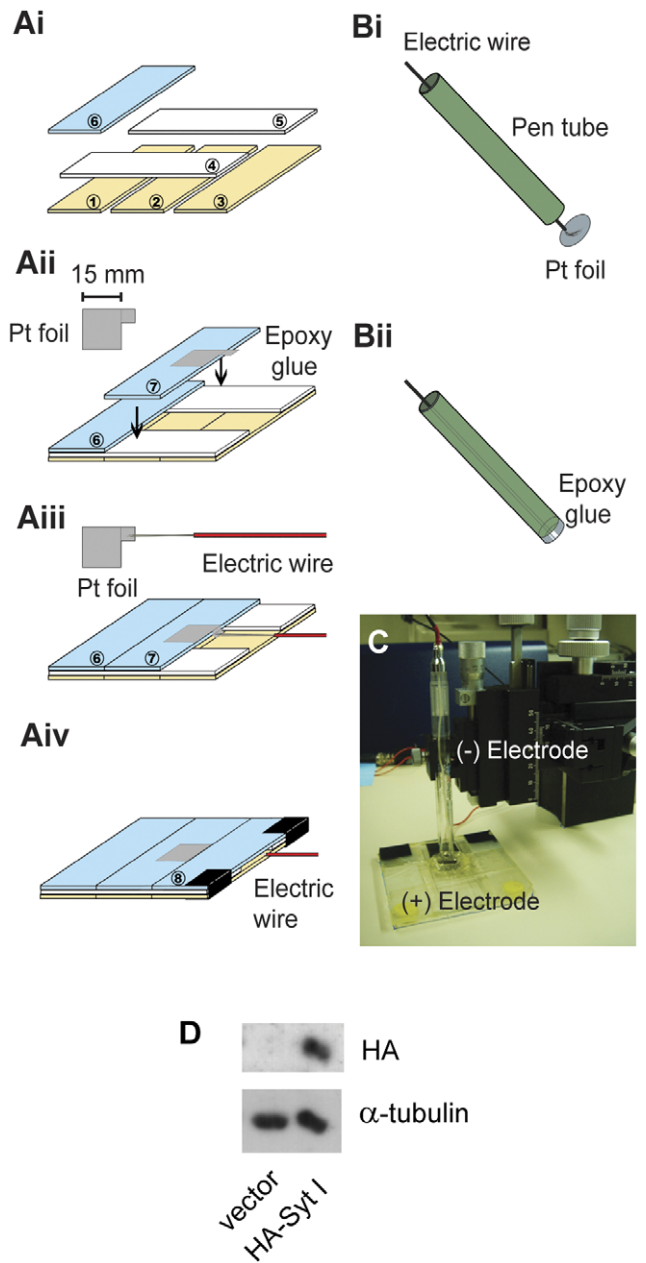 Ai
⑥
⑤
④
① ② ③
Aii
15 mm
Pt foil
Epoxy
glue
⑦
⑥
Aiii
Electric wire
Pt foil
⑥ ⑦
Aiv
⑧
Electric
wire
Bi
Electric wire
Pen tube
Pt foil
Bii
Epoxy
glue
C
(-) Electrode
(+) Electrode
D
HA
α-tubulin
vector
HA-Syt I